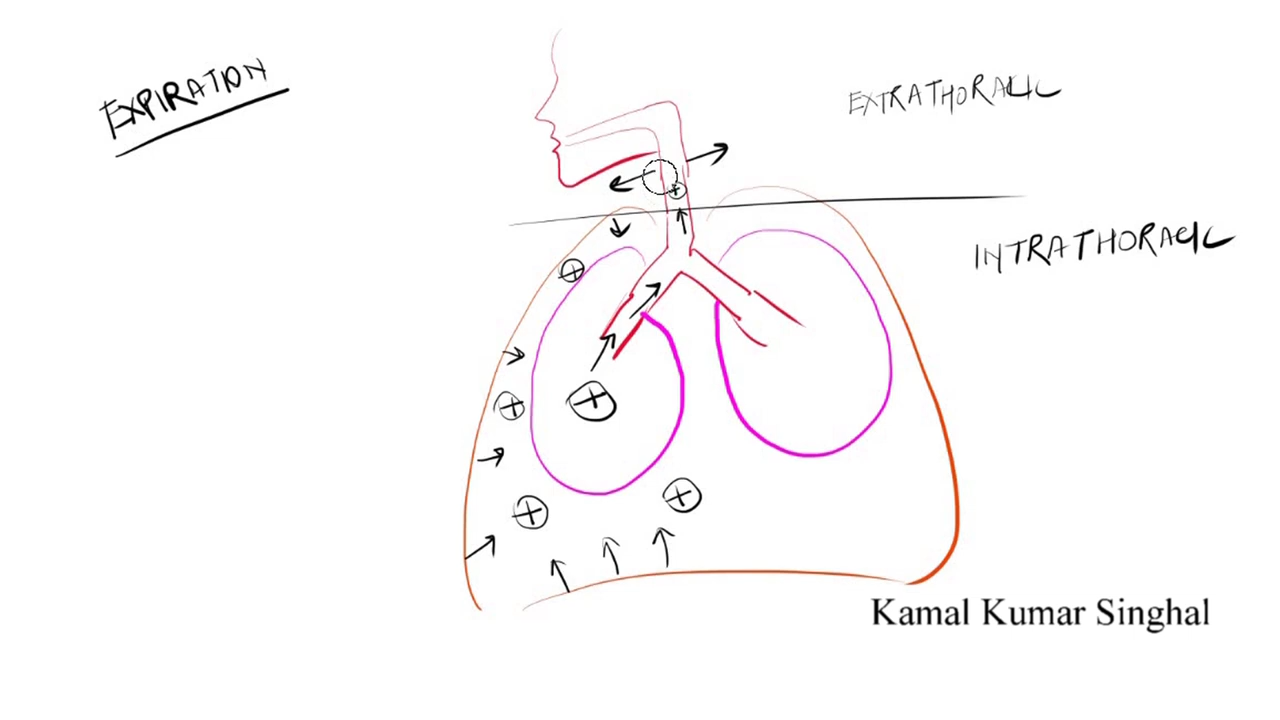 EXPIRATION
EXTRATHORACIC
INTRATHORACIC
+
+
+
+
+
+
Kamal Kumar Singhal